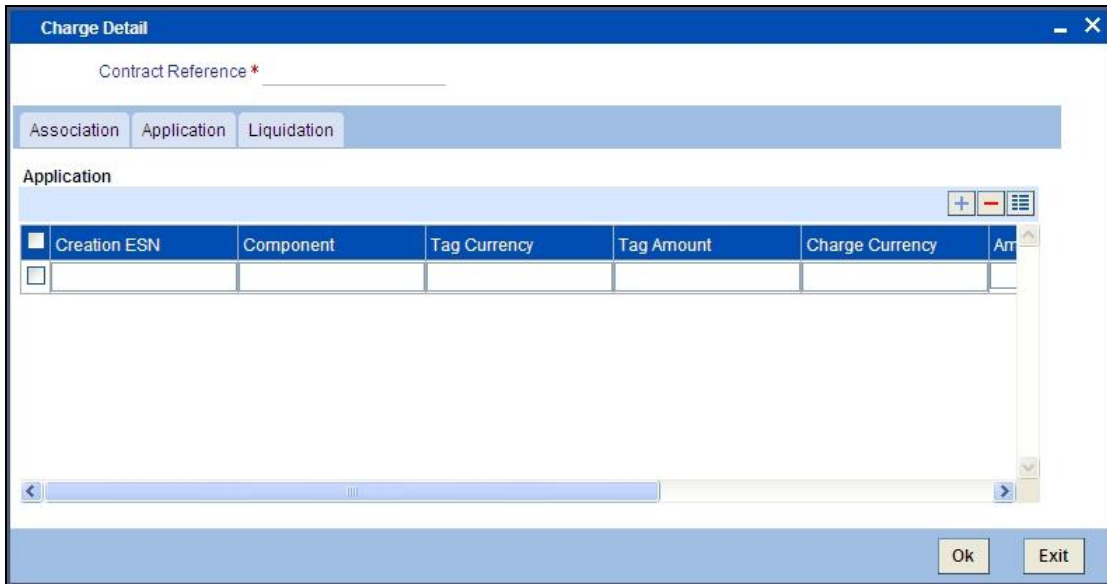 Charge Detail
Contract Reference *
Association Application Liquidation
Application
Creation ESN Component Tag Currency Tag Amount Charge Currency Am
Ok Exit